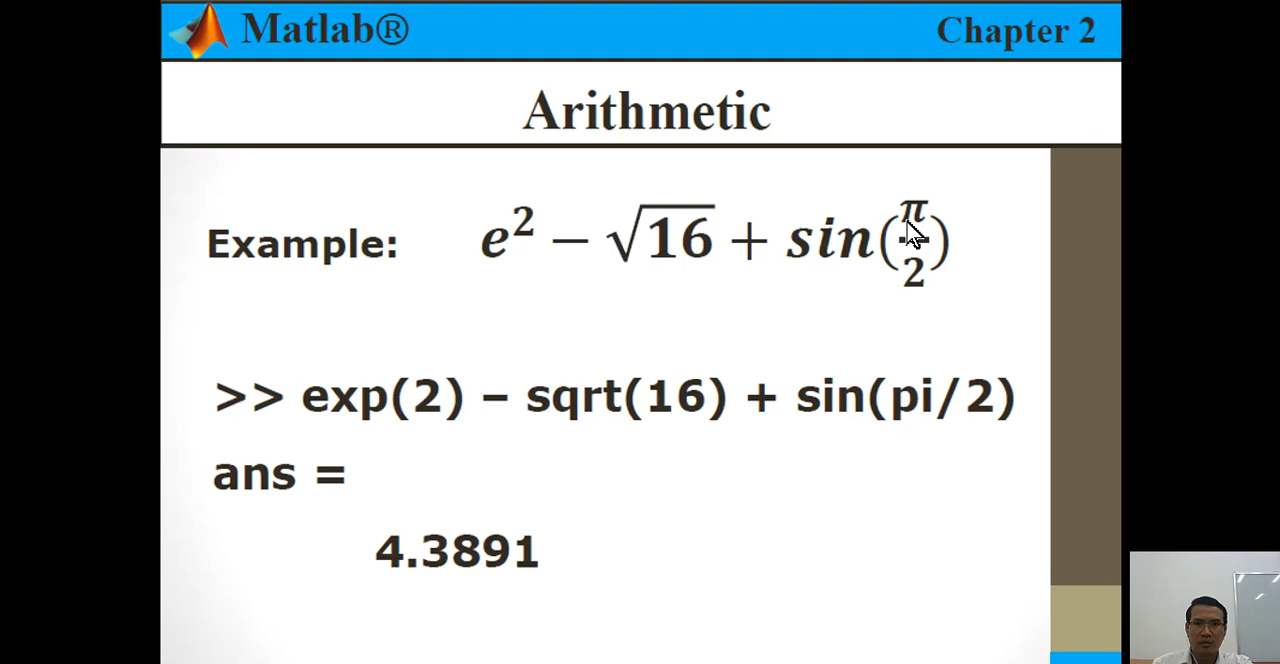 Matlab® Chapter 2
Arithmetic
Example: e² − √16 + sin(π/2)
>> exp(2) – sqrt(16) + sin(pi/2)
ans =
4.3891